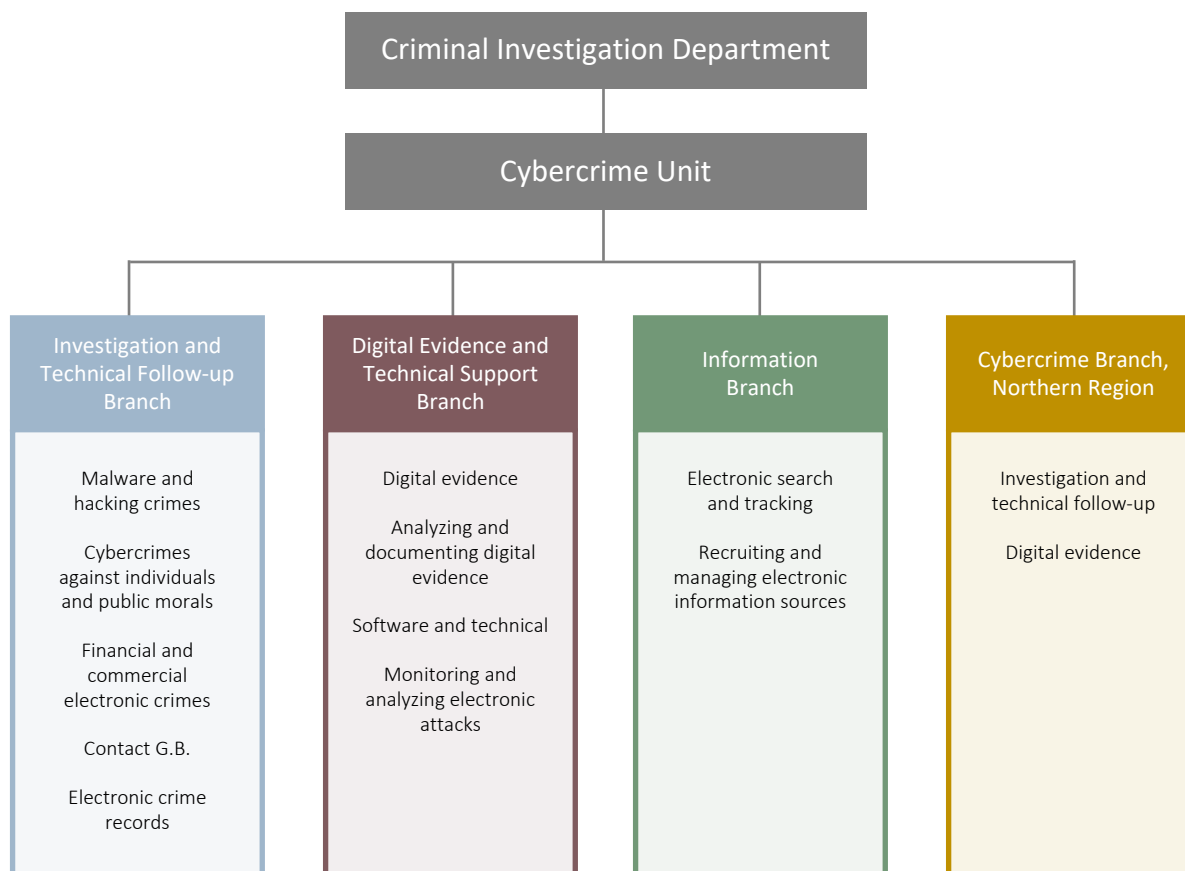 Criminal Investigation Department
Cybercrime Unit
Investigation and
Technical Follow-up
Branch
Malware and
hacking crimes
Cybercrimes
against individuals
and public morals
Financial and
commercial
electronic crimes
Contact G.B.
Electronic crime
records
Digital Evidence and
Technical Support
Branch
Digital evidence
Analyzing and
documenting digital
evidence
Software and technical
Monitoring and
analyzing electronic
attacks
Information
Branch
Electronic search
and tracking
Recruiting and
managing electronic
information sources
Cybercrime Branch,
Northern Region
Investigation and
technical follow-up
Digital evidence